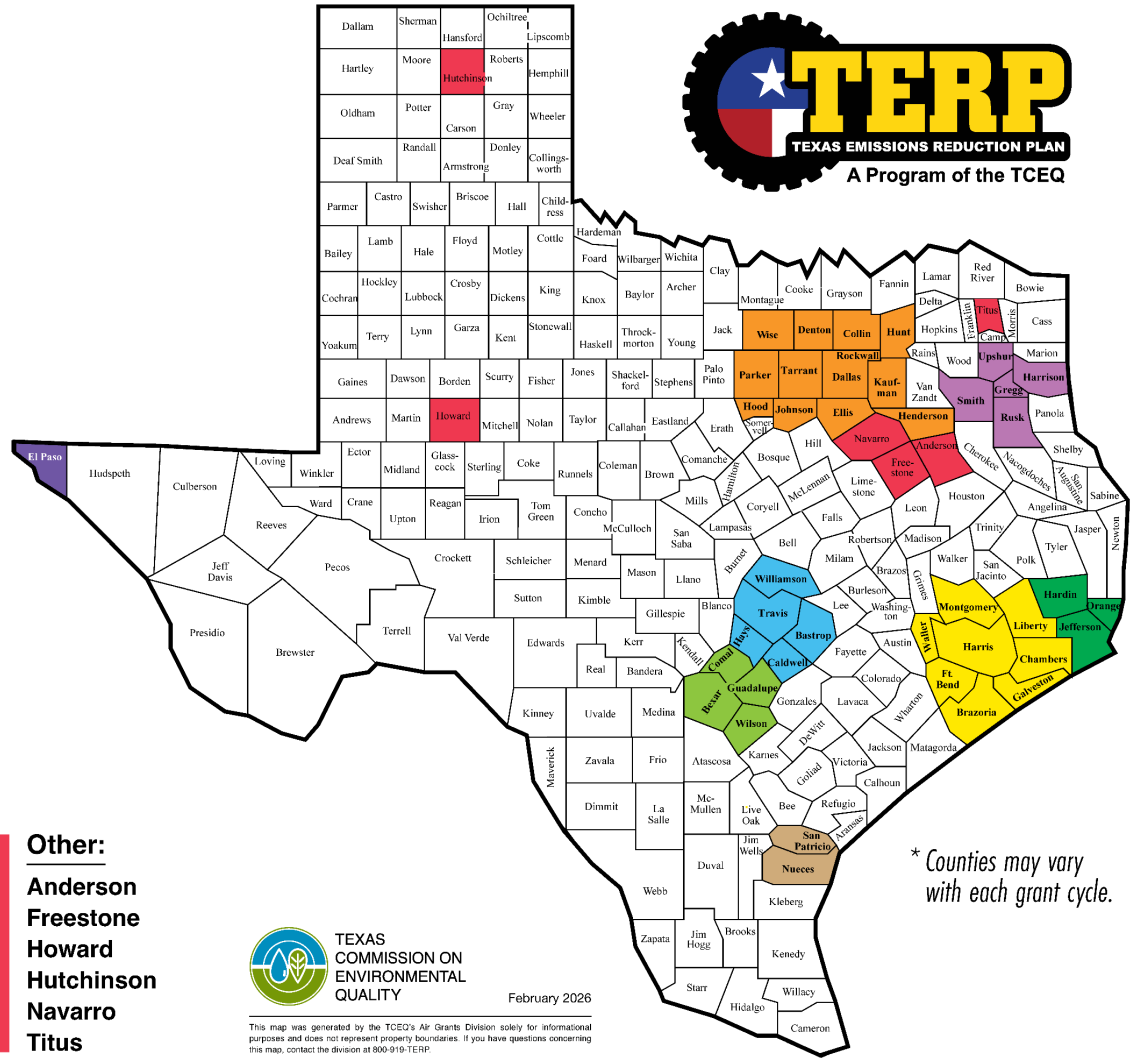 TERP
TEXAS EMISSIONS REDUCTION PLAN
A Program of the TCEQ
Dallam
Sherman
Hansford
Ochiltree
Lipscomb
Hartley
Moore
Hutchinson
Roberts
Hemphill
Oldham
Potter
Carson
Gray
Wheeler
Deaf Smith
Randall
Armstrong
Donley
Collings-
worth
Parmer
Castro
Swisher
Briscoe
Hall
Child-
ress
Bailey
Lamb
Hale
Floyd
Motley
Cottle
Hardeman
Foard
Wilbarger
Wichita
Clay
Montague
Cooke
Grayson
Fannin
Lamar
Red
River
Bowie
Cochran
Hockley
Lubbock
Crosby
Dickens
King
Knox
Baylor
Archer
Delta
Hopkins
Franklin
Titus
Camp
Morris
Cass
Yoakum
Terry
Lynn
Garza
Kent
Stonewall
Haskell
Throck-
morton
Young
Jack
Wise
Denton
Collin
Hunt
Rockwall
Rains
Wood
Upshur
Marion
Harrison
Gregg
Gaines
Dawson
Borden
Scurry
Fisher
Jones
Shackel-
ford
Stephens
Palo
Pinto
Parker
Tarrant
Dallas
Kauf-
man
Van
Zandt
Smith
Rusk
Panola
Andrews
Martin
Howard
Mitchell
Nolan
Taylor
Callahan
Eastland
Erath
Hood
Somer-
vell
Johnson
Ellis
Henderson
Navarro
Anderson
Free-
stone
Cherokee
Nacogdoches
Shelby
San
Augustine
Sabine
El Paso
Hudspeth
Culberson
Loving
Winkler
Ector
Midland
Glass-
cock
Sterling
Coke
Runnels
Coleman
Brown
Comanche
Hamilton
Bosque
Hill
McLennan
Lime-
stone
Leon
Houston
Angelina
Reeves
Ward
Crane
Upton
Reagan
Irion
Tom
Green
Concho
McCulloch
Mills
San
Saba
Lampasas
Coryell
Bell
Falls
Robertson
Madison
Trinity
Polk
Tyler
Jasper
Newton
Jeff
Davis
Pecos
Crockett
Schleicher
Menard
Mason
Llano
Burnet
Williamson
Milam
Brazos
Grimes
Walker
San
Jacinto
Hardin
Orange
Presidio
Brewster
Terrell
Val Verde
Sutton
Kimble
Edwards
Gillespie
Blanco
Kerr
Kendall
Real
Bandera
Travis
Hays
Bastrop
Caldwell
Lee
Burleson
Washing-
ton
Austin
Fayette
Waller
Montgomery
Liberty
Jefferson
Harris
Chambers
Galveston
Ft.
Bend
Brazoria
Comal
Guadalupe
Bexar
Wilson
Kinney
Uvalde
Medina
Gonzales
Colorado
Lavaca
Wharton
DeWitt
Karnes
Jackson
Matagorda
Maverick
Zavala
Frio
Atascosa
Goliad
Victoria
Calhoun
Dimmit
La
Salle
Mc-
Mullen
Live
Oak
Bee
Refugio
Aransas
San
Patricio
Nueces
Jim
Wells
Duval
Webb
Kleberg
Zapata
Jim
Hogg
Brooks
Kenedy
Starr
Hidalgo
Willacy
Cameron
* Counties may vary
with each grant cycle.
Other:
Anderson
Freestone
Howard
Hutchinson
Navarro
Titus
TEXAS
COMMISSION ON
ENVIRONMENTAL
QUALITY
February 2026
This map was generated by the TCEQ's Air Grants Division solely for informational
purposes and does not represent property boundaries. If you have questions concerning
this map, contact the division at 800-919-TERP.